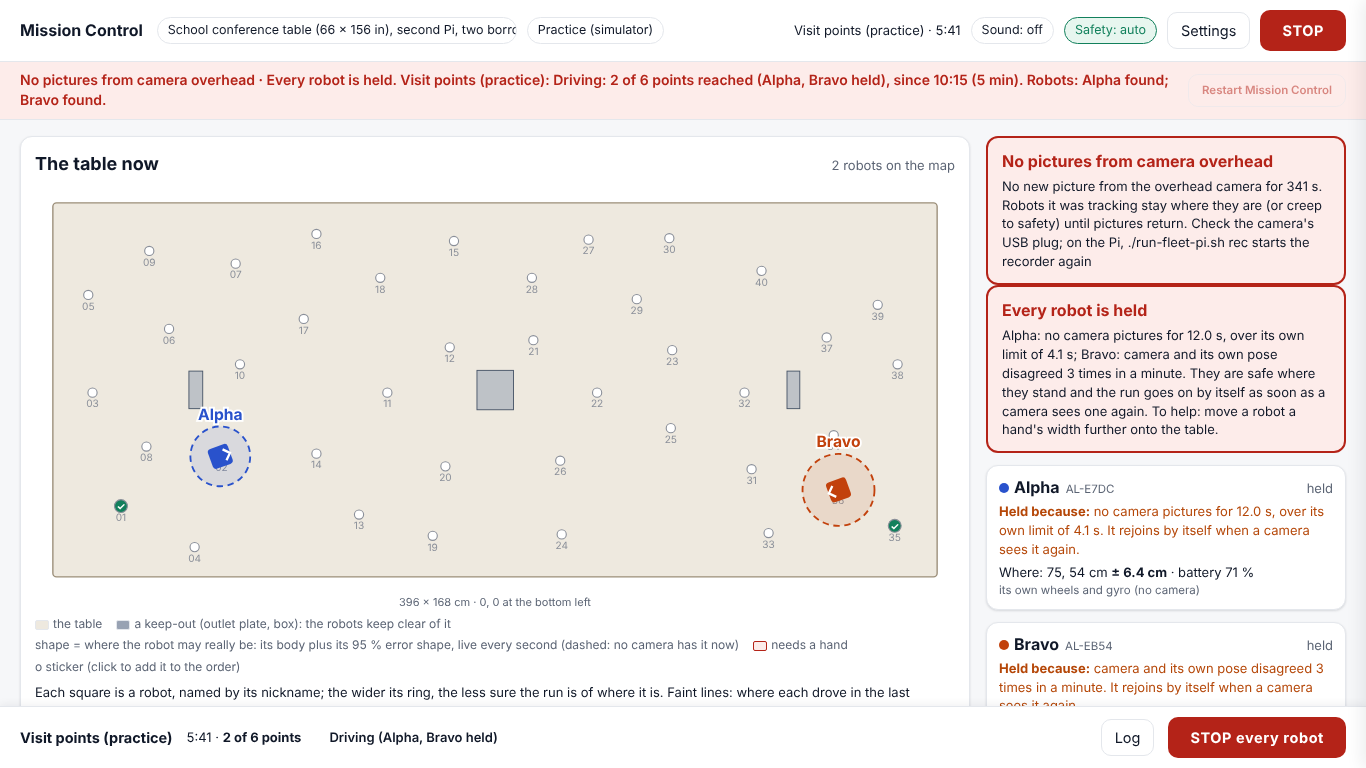 Mission Control
School conference table (66 × 156 in), second Pi, two
Practice (simulator)
Visit points (practice) · 5:41
Sound: off
Safety: auto
Settings
STOP
No pictures from camera overhead · Every robot is held. Visit points (practice): Driving: 2 of 6 points reached (Alpha, Bravo held), since 10:15 (5 min). Robots: Alpha found;
Bravo found.
Restart Mission Control
The table now
2 robots on the map
16
15
27
30
09
07
18
28
40
05
29
39
06
17
12
21
23
37
10
38
03
11
22
32
Alpha
25
Bravo
08
14
02
20
26
31
01
13
35
04
19
24
33
396 × 168 cm · 0, 0 at the bottom left
the table
a keep-out (outlet plate, box): the robots keep clear of it
shape = where the robot may really be: its body plus its 95 % error shape, live every second (dashed: no camera has it now)
needs a hand
o sticker (click to add it to the order)
Each square is a robot, named by its nickname; the wider its ring, the less sure the run is of where it is. Faint lines: where each drove in the last
No pictures from camera overhead
No new picture from the overhead camera for 341 s.
Robots it was tracking stay where they are (or creep
to safety) until pictures return. Check the camera's
USB plug; on the Pi, ./run-fleet-pi.sh rec starts the
recorder again
Every robot is held
Alpha: no camera pictures for 12.0 s, over its own
limit of 4.1 s; Bravo: camera and its own pose
disagreed 3 times in a minute. They are safe where
they stand and the run goes on by itself as soon as a
camera sees one again. To help: move a robot a
hand's width further onto the table.
Alpha AL-E7DC
held
Held because: no camera pictures for 12.0 s, over its
own limit of 4.1 s. It rejoins by itself when a camera
sees it again.
Where: 75, 54 cm ± 6.4 cm · battery 71 %
its own wheels and gyro (no camera)
Bravo AL-EB54
held
Held because: camera and its own pose disagreed 3
times in a minute. It rejoins by itself when a camera
sees it again.
Visit points (practice)
5:41 · 2 of 6 points
Driving (Alpha, Bravo held)
Log
STOP every robot